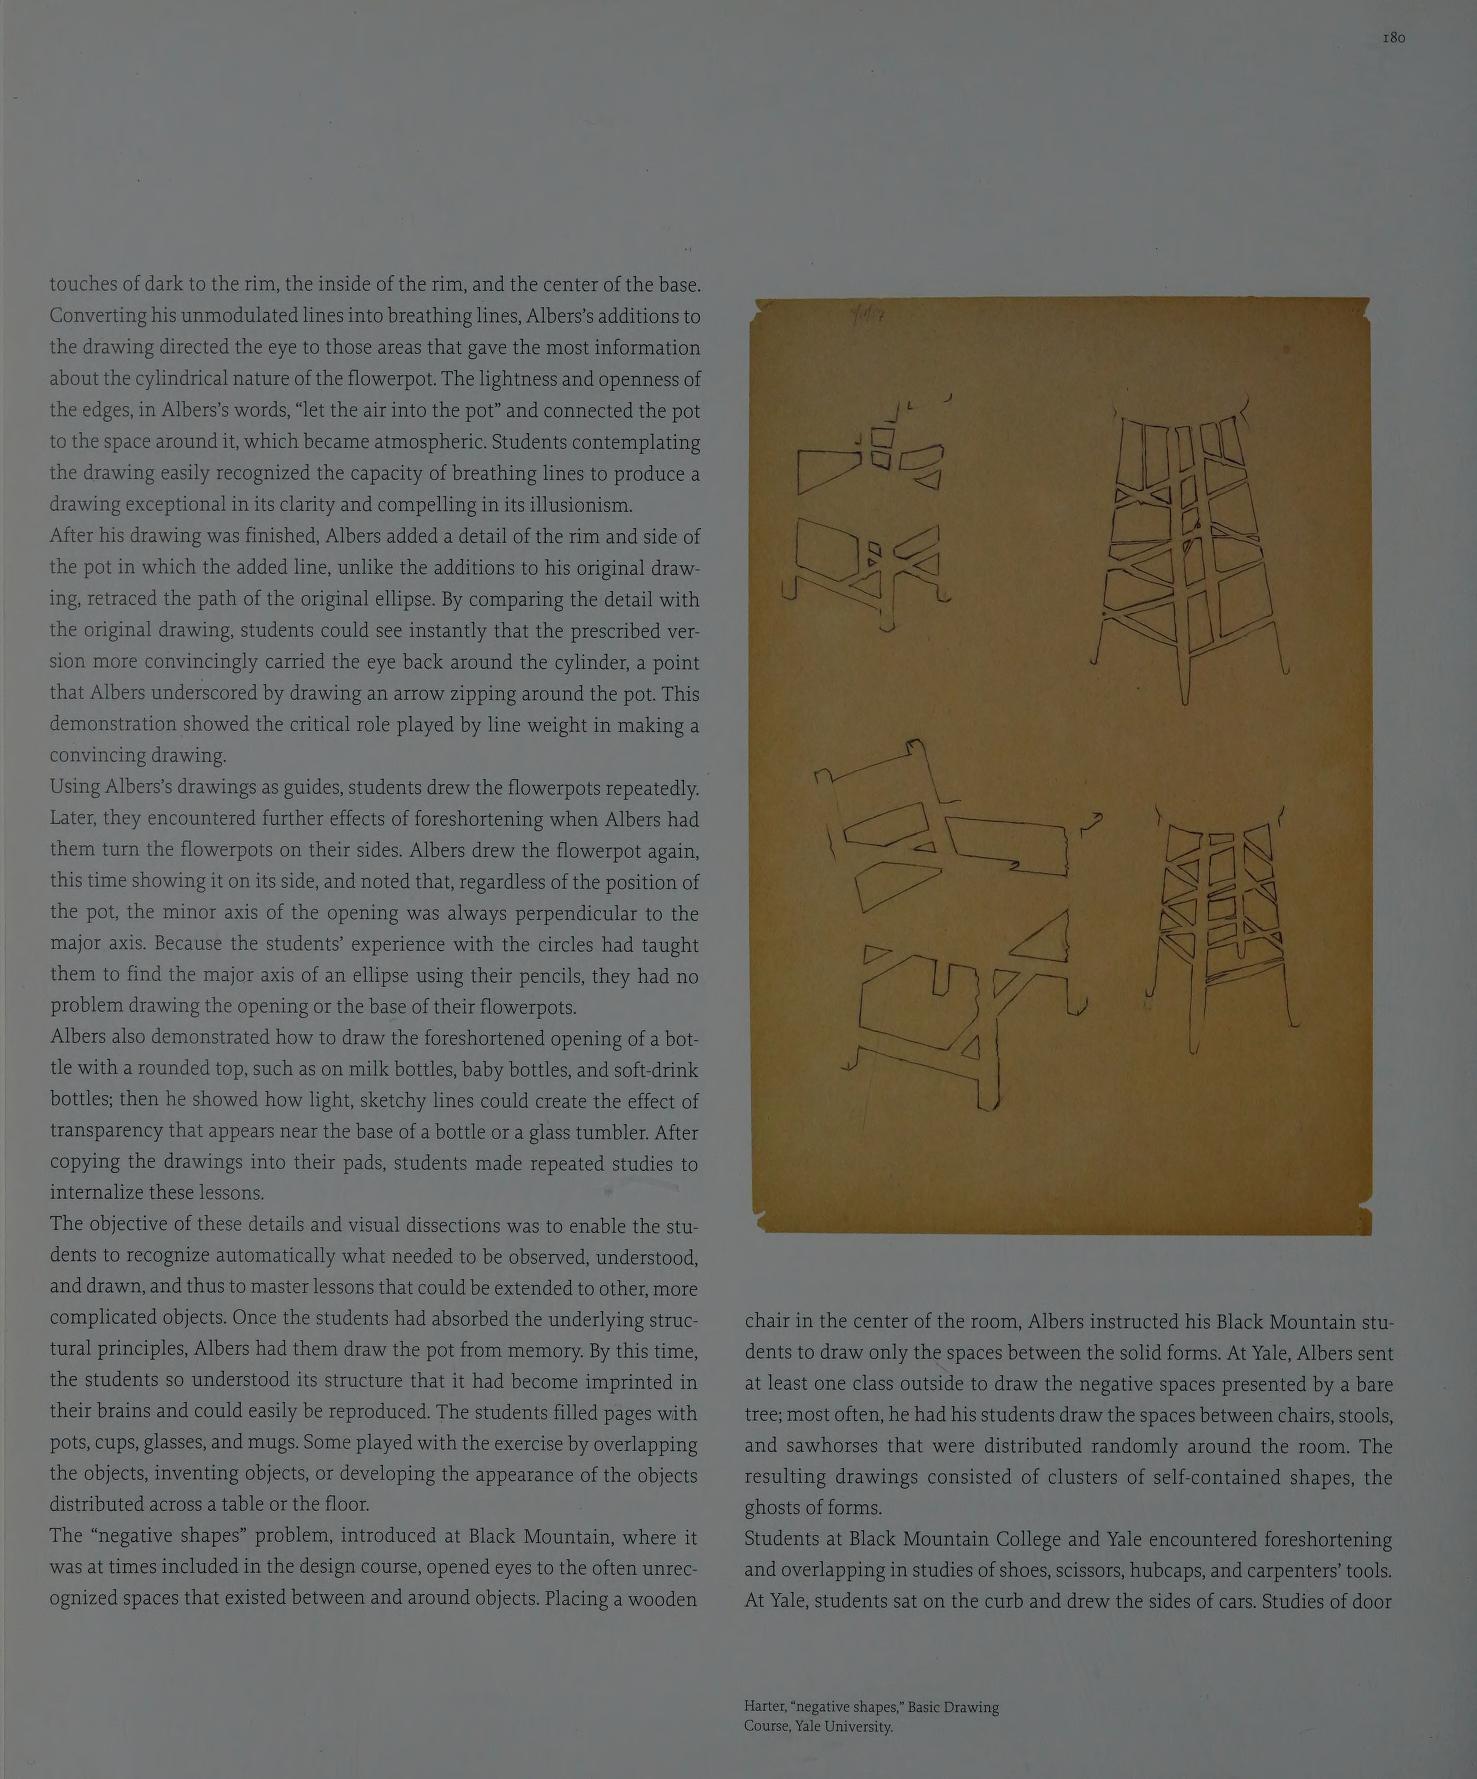 180
touches of dark to the rim, the inside of the rim, and the center of the base.
Converting his unmodulated lines into breathing lines, Albers’s additions to
the drawing directed the eye to those areas that gave the most information
about the cylindrical nature of the flowerpot. The lightness and openness of
the edges, in Albers’s words, “let the air into the pot” and connected the pot
to the space around it, which became atmospheric. Students contemplating
the drawing easily recognized the capacity of breathing lines to produce a
drawing exceptional in its clarity and compelling in its illusionism.
After his drawing was finished, Albers added a detail of the rim and side of
the pot in which the added line, unlike the additions to his original draw-
ing, retraced the path of the original ellipse. By comparing the detail with
the original drawing, students could see instantly that the prescribed ver-
sion more convincingly carried the eye back around the cylinder, a point
that Albers underscored by drawing an arrow zipping around the pot. This
demonstration showed the critical role played by line weight in making a
convincing drawing.
Using Albers’s drawings as guides, students drew the flowerpots repeatedly.
Later, they encountered further effects of foreshortening when Albers had
them turn the flowerpots on their sides. Albers drew the flowerpot again,
this time showing it on its side, and noted that, regardless of the position of
the pot, the minor axis of the opening was always perpendicular to the
major axis. Because the students’ experience with the circles had taught
them to find the major axis of an ellipse using their pencils, they had no
problem drawing the opening or the base of their flowerpots.
Albers also demonstrated how to draw the foreshortened opening of a bot-
tle with a rounded top, such as on milk bottles, baby bottles, and soft-drink
bottles; then he showed how light, sketchy lines could create the effect of
transparency that appears near the base of a bottle or a glass tumbler. After
copying the drawings into their pads, students made repeated studies to
internalize these lessons.
The objective of these details and visual dissections was to enable the stu-
dents to recognize automatically what needed to be observed, understood,
and drawn, and thus to master lessons that could be extended to other, more
complicated objects. Once the students had absorbed the underlying struc-
tural principles, Albers had them draw the pot from memory. By this time,
the students so understood its structure that it had become imprinted in
their brains and could easily be reproduced. The students filled pages with
pots, cups, glasses, and mugs. Some played with the exercise by overlapping
the objects, inventing objects, or developing the appearance of the objects
distributed across a table or the floor.
The “negative shapes” problem, introduced at Black Mountain, where it
was at times included in the design course, opened eyes to the often unrec-
ognized spaces that existed between and around objects. Placing a wooden
chair in the center of the room, Albers instructed his Black Mountain stu-
dents to draw only the spaces between the solid forms. At Yale, Albers sent
at least one class outside to draw the negative spaces presented by a bare
tree; most often, he had his students draw the spaces between chairs, stools,
and sawhorses that were distributed randomly around the room. The
resulting drawings consisted of clusters of self-contained shapes, the
ghosts of forms.
Students at Black Mountain College and Yale encountered foreshortening
and overlapping in studies of shoes, scissors, hubcaps, and carpenters’ tools.
At Yale, students sat on the curb and drew the sides of cars. Studies of door
Harter, “negative shapes,” Basic Drawing
Course, Yale University.